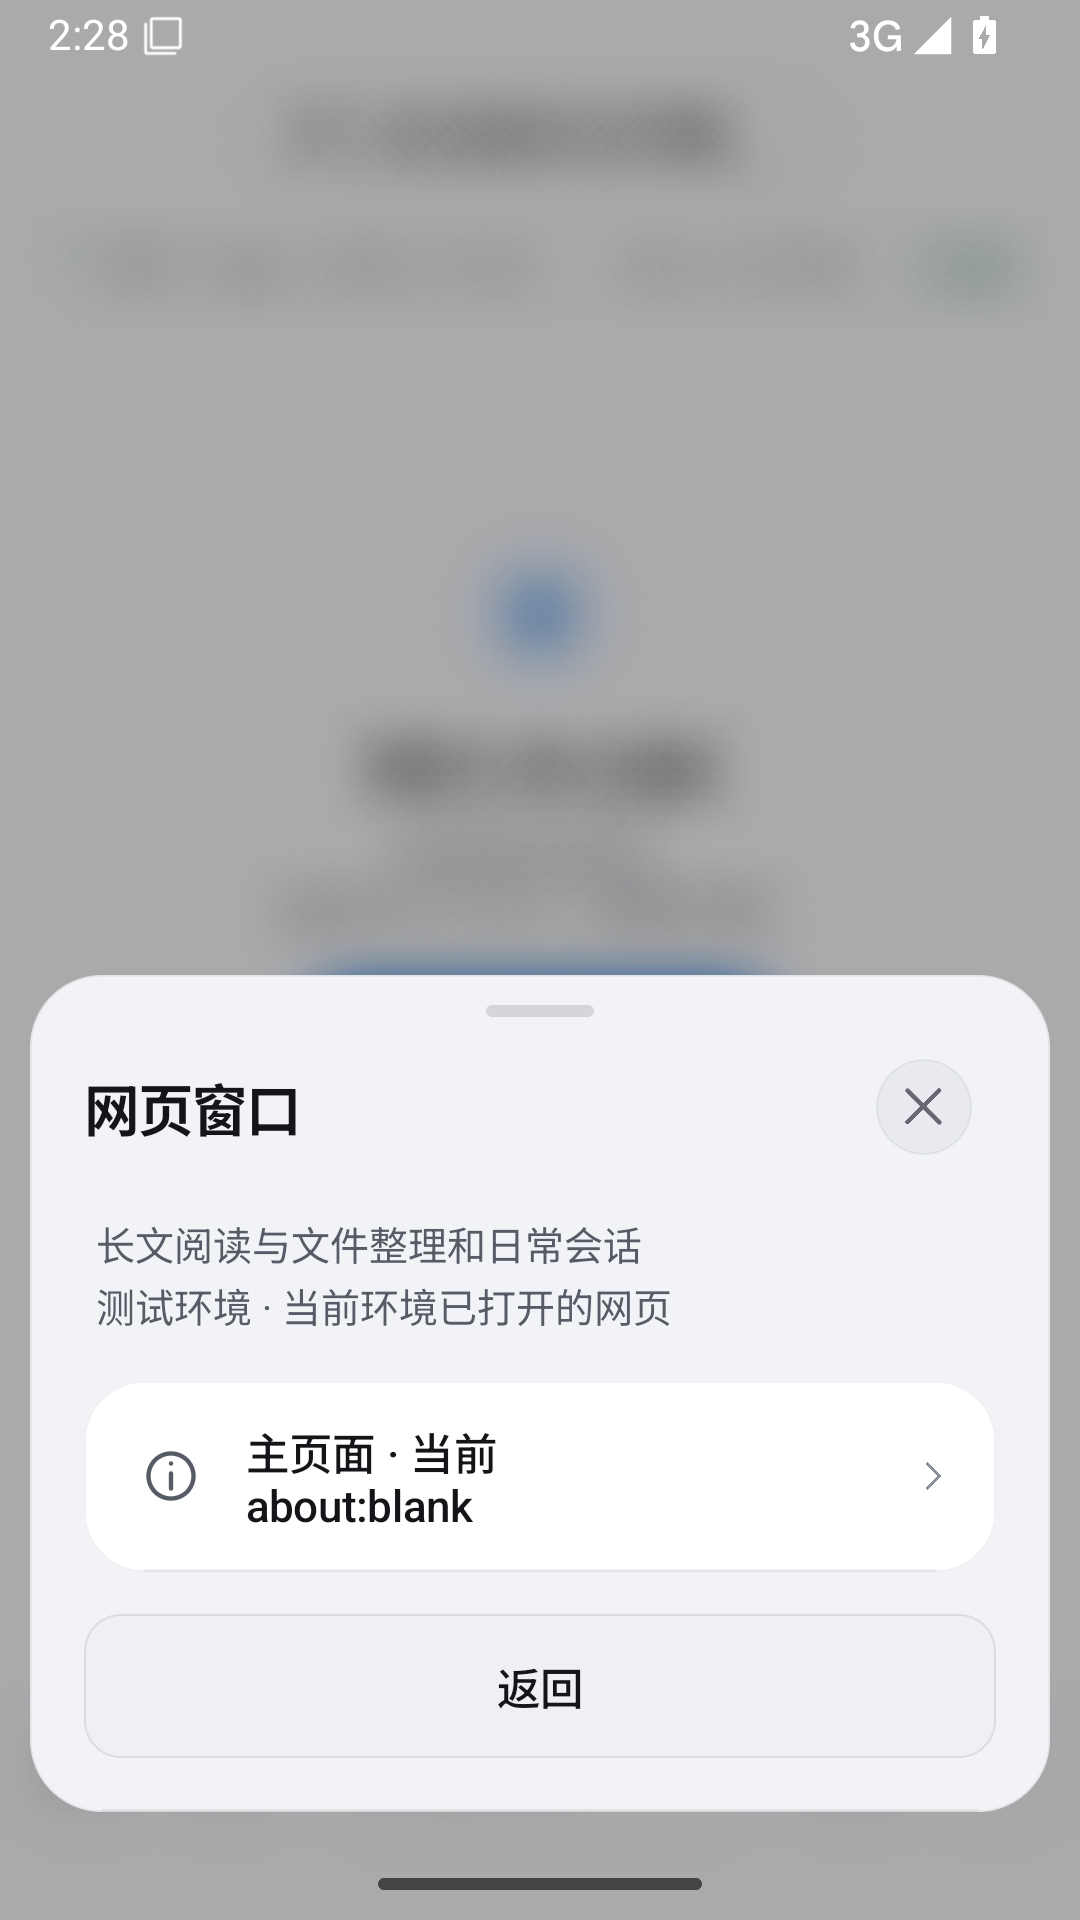 2:28
3G
网页窗口
长文阅读与文件整理和日常会话
测试环境 · 当前环境已打开的网页
主页面 · 当前
about:blank
返回